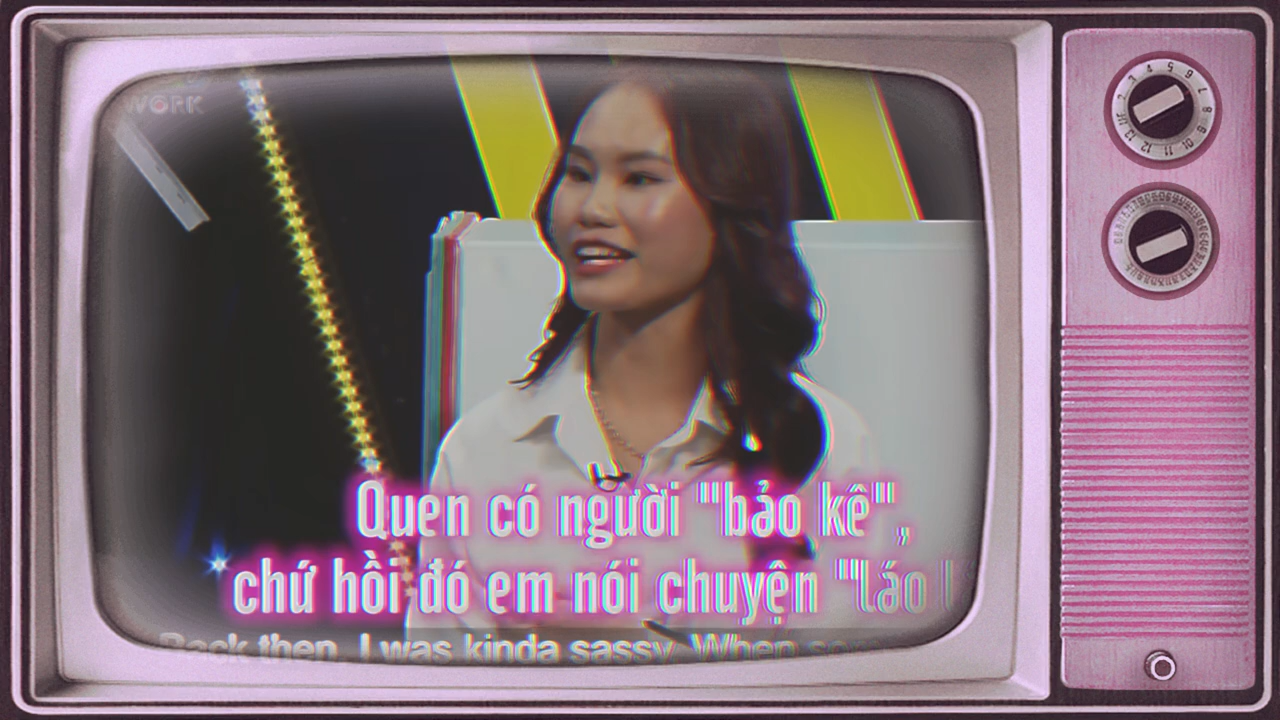 WORK
Quen có người "bảo kê",
chứ hồi đó em nói chuyện "láo
Back then, I was kinda sassy. When